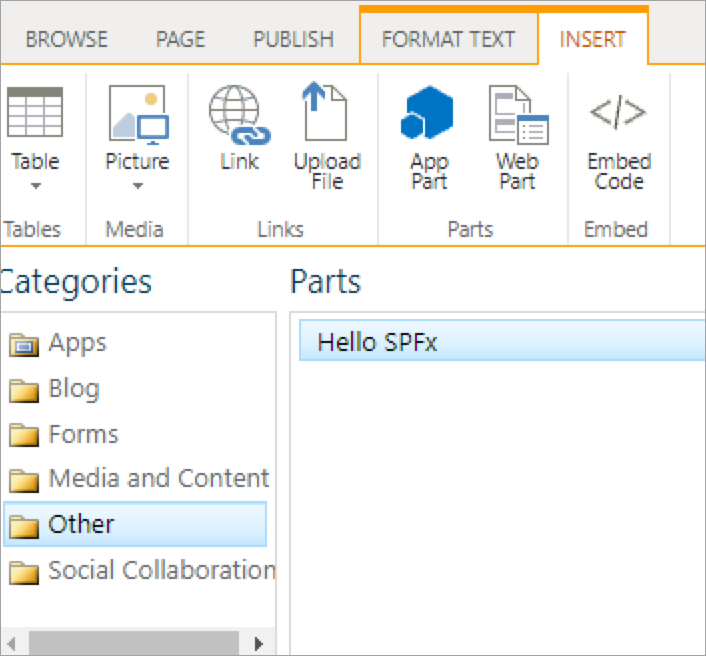 BROWSE PAGE PUBLISH FORMAT TEXT INSERT
Table Picture Link Upload File App Part Web Part Embed Code
Tables Media Links Parts Embed
Categories Parts
Apps
Hello SPFx
Blog
Forms
Media and Content
Other
Social Collaboration